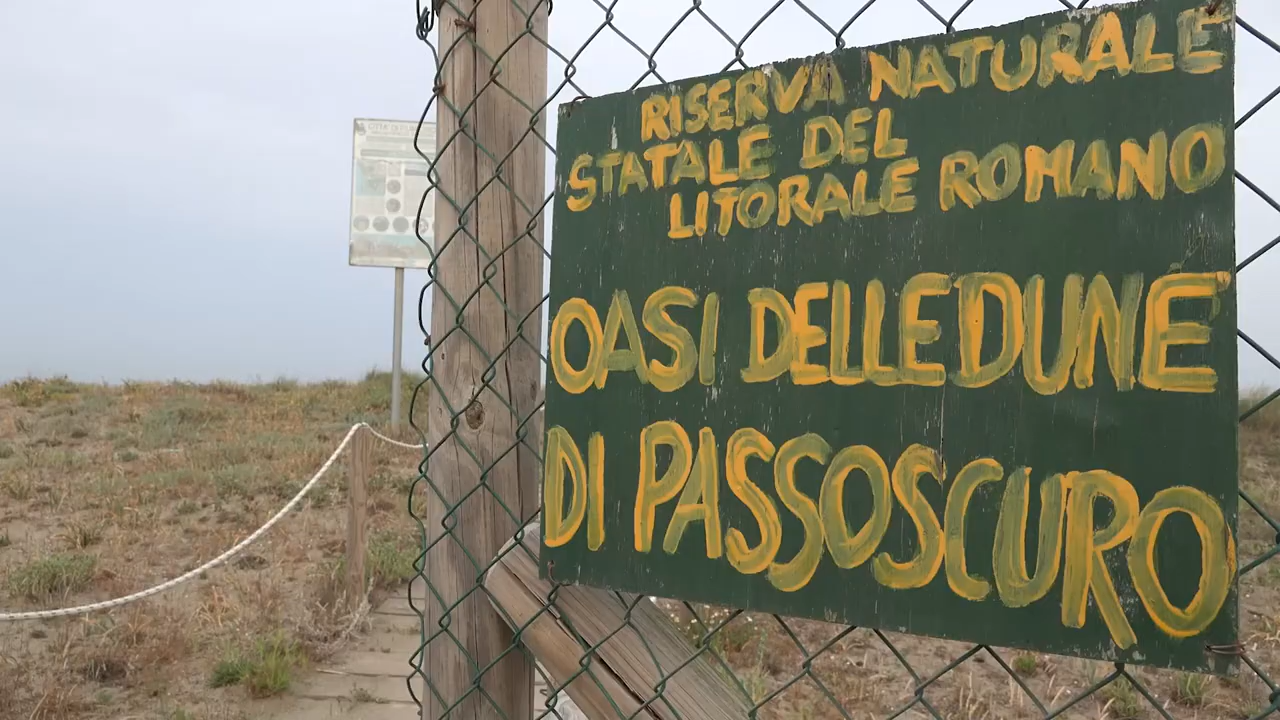 RISERVA NATURALE
STATALE DEL
LITORALE ROMANO
OASI DELLE DUNE
DI PASSOSCURO